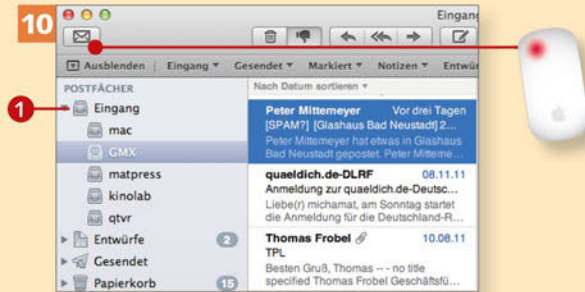 10
Eingang
Ausblenden Eingang Gesendet Markiert Notizen Entwür
POSTFÄCHER
Nach Datum sortieren
1
Eingang
mac
GMX
matpress
kinolab
qtvr
Entwürfe 2
Gesendet
Papierkorb 15
Peter Mittemeyer Vor drei Tagen
[SPAM?] [Glashaus Bad Neustadt] 2...
Peter Mittemeyer hat etwas in Glashaus
Bad Neustadt gepostet. Peter Mitteme...
quaeldich.de-DLRF 08.11.11
Anmeldung zur quaeldich.de-Deutsc...
Liebe(r) michamat, am Sonntag startet
die Anmeldung für die Deutschland-R...
Thomas Frobel 10.08.11
TPL
Besten Gruß, Thomas -- - no title
specified Thomas Frobel Geschäftsfü...